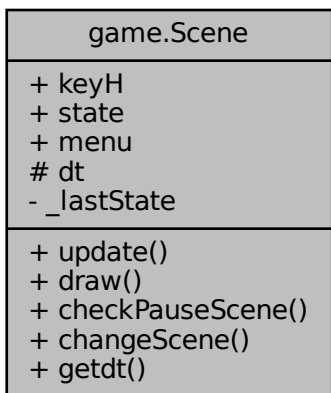 game.Scene
+ keyH
+ state
+ menu
# dt
- _lastState
+ update()
+ draw()
+ checkPauseScene()
+ changeScene()
+ getdt()